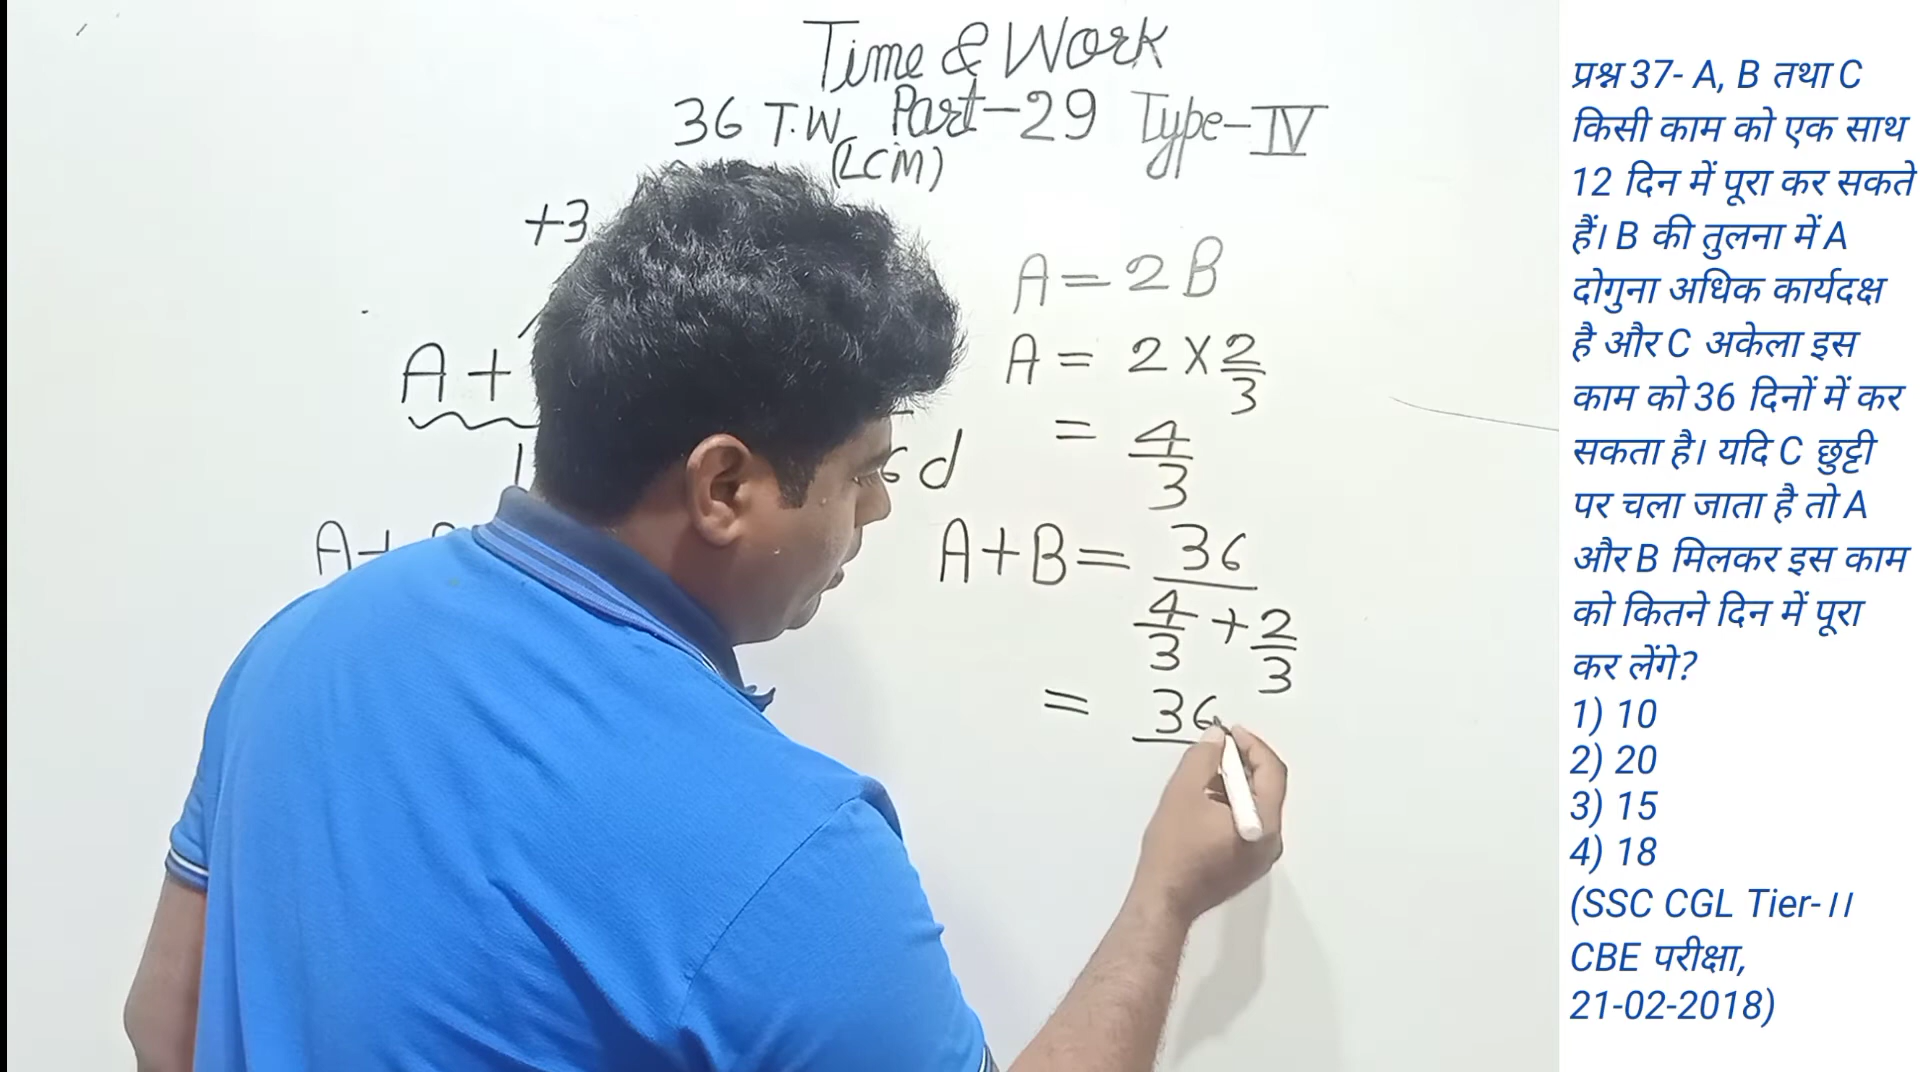 Time & Work
36 T.W. Part-29 Type-IV
(LCM)
+3
A = 2B
A +
A = 2 × 2/3
= 4/3
6d
A+
A+B = 36
4/3 + 2/3
= 36
प्रश्न 37- A, B तथा C
किसी काम को एक साथ
12 दिन में पूरा कर सकते
हैं। B की तुलना में A
दोगुना अधिक कार्यदक्ष
है और C अकेला इस
काम को 36 दिनों में कर
सकता है। यदि C छुट्टी
पर चला जाता है तो A
और B मिलकर इस काम
को कितने दिन में पूरा
कर लेंगे?
1) 10
2) 20
3) 15
4) 18
(SSC CGL Tier-।।
CBE परीक्षा,
21-02-2018)